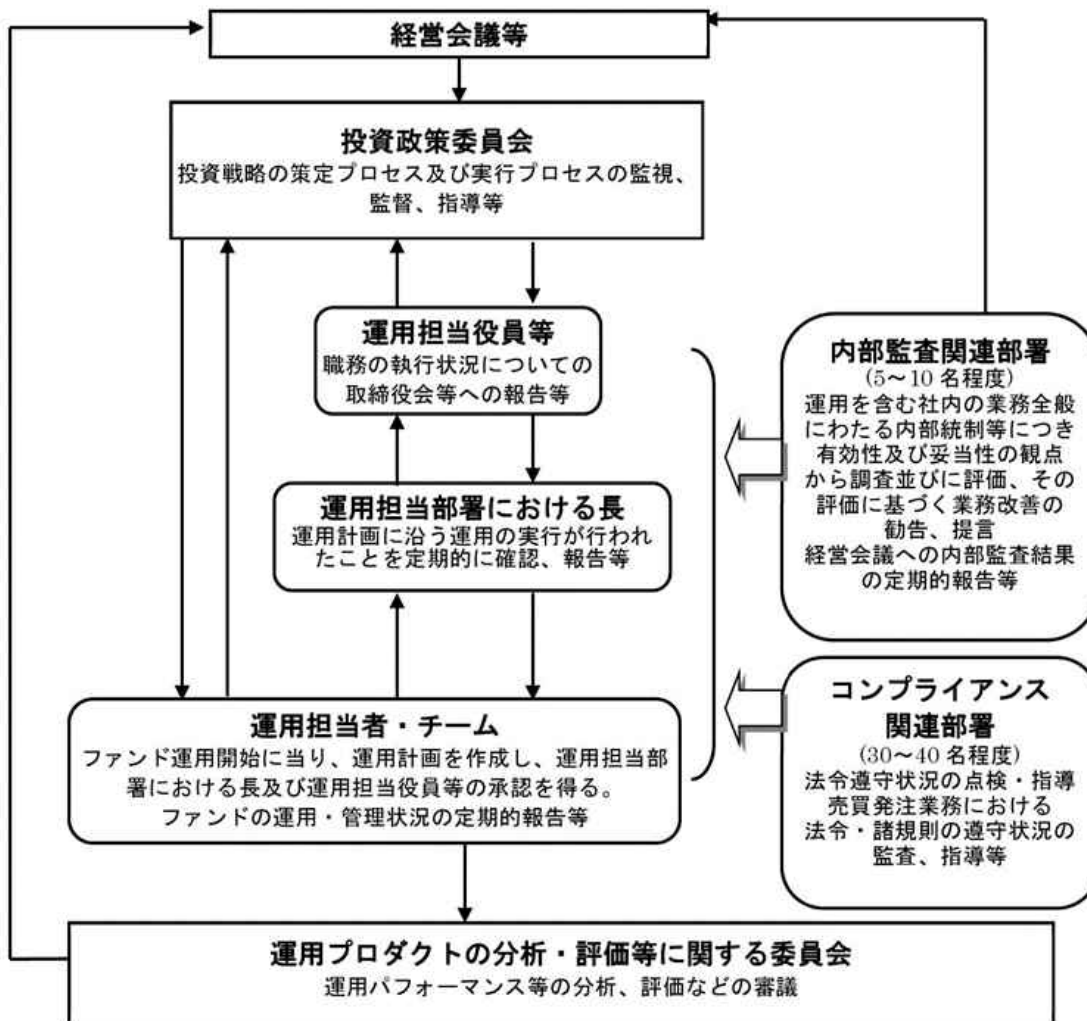 経営会議等
投資政策委員会
投資戦略の策定プロセス及び実行プロセスの監視、
監督、指導等
運用担当役員等
職務の執行状況についての
取締役会等への報告等
運用担当部署における長
運用計画に沿う運用の実行が行われ
たことを定期的に確認、報告等
運用担当者・チーム
ファンド運用開始に当り、運用計画を作成し、運用担当部
署における長及び運用担当役員等の承認を得る。
ファンドの運用・管理状況の定期的報告等
内部監査関連部署
(5～10 名程度)
運用を含む社内の業務全般
にわたる内部統制等につき
有効性及び妥当性の観点
から調査並びに評価、その
評価に基づく業務改善の
勧告、提言
経営会議への内部監査結果
の定期的報告等
コンプライアンス
関連部署
(30～40 名程度)
法令遵守状況の点検・指導
売買発注業務における
法令・諸規則の遵守状況の
監査、指導等
運用プロダクトの分析・評価等に関する委員会
運用パフォーマンス等の分析、評価などの審議